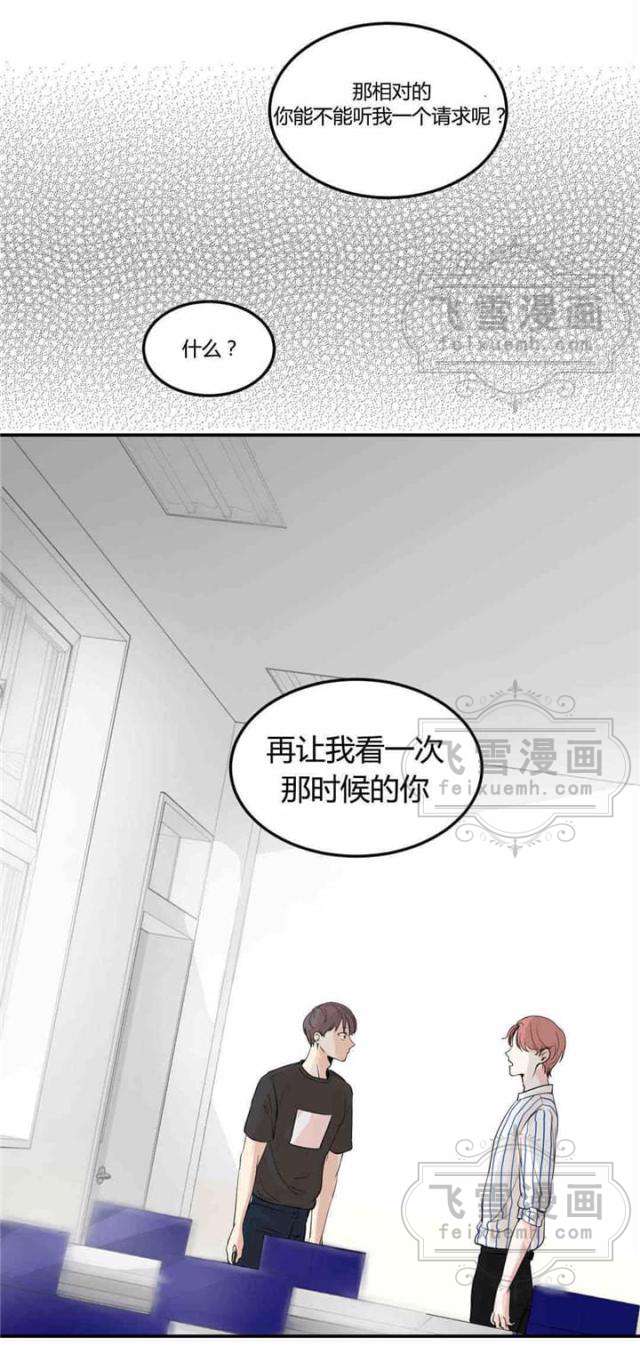 那相对的
你能不能听我一个请求呢？
飞雪漫画
feixuemh.com
什么？
再让我看一次
那时候的你
飞雪漫画
feixuemh.com
飞雪漫画
feixuemh.com